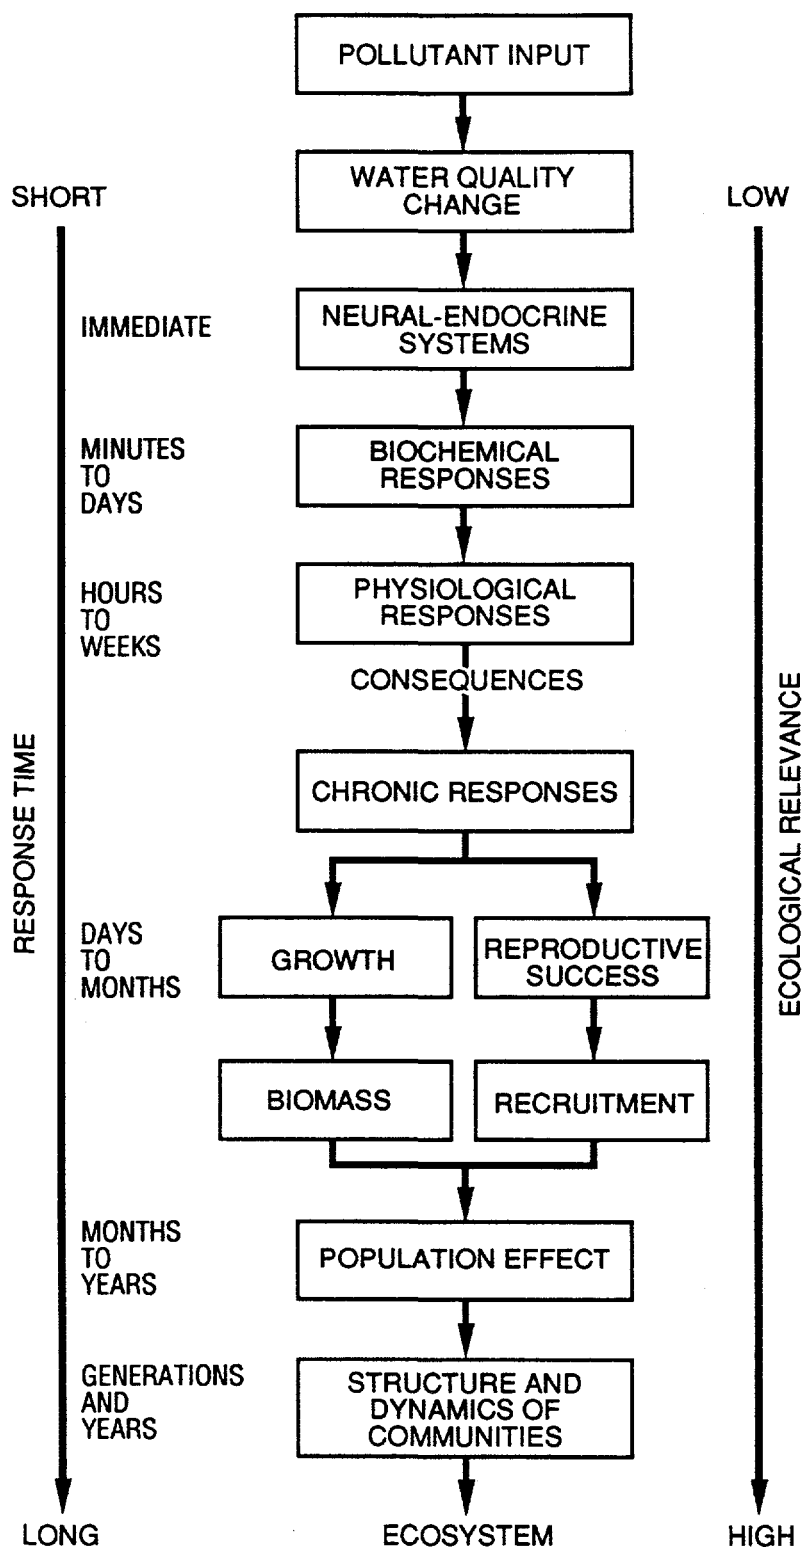 POLLUTANT INPUT
WATER QUALITY
CHANGE
SHORT
LOW
IMMEDIATE
NEURAL-ENDOCRINE
SYSTEMS
MINUTES
TO
DAYS
BIOCHEMICAL
RESPONSES
HOURS
TO
WEEKS
PHYSIOLOGICAL
RESPONSES
CONSEQUENCES
RESPONSE TIME
ECOLOGICAL RELEVANCE
CHRONIC RESPONSES
DAYS
TO
MONTHS
GROWTH
REPRODUCTIVE
SUCCESS
BIOMASS
RECRUITMENT
MONTHS
TO
YEARS
POPULATION EFFECT
GENERATIONS
AND
YEARS
STRUCTURE AND
DYNAMICS OF
COMMUNITIES
LONG
ECOSYSTEM
HIGH